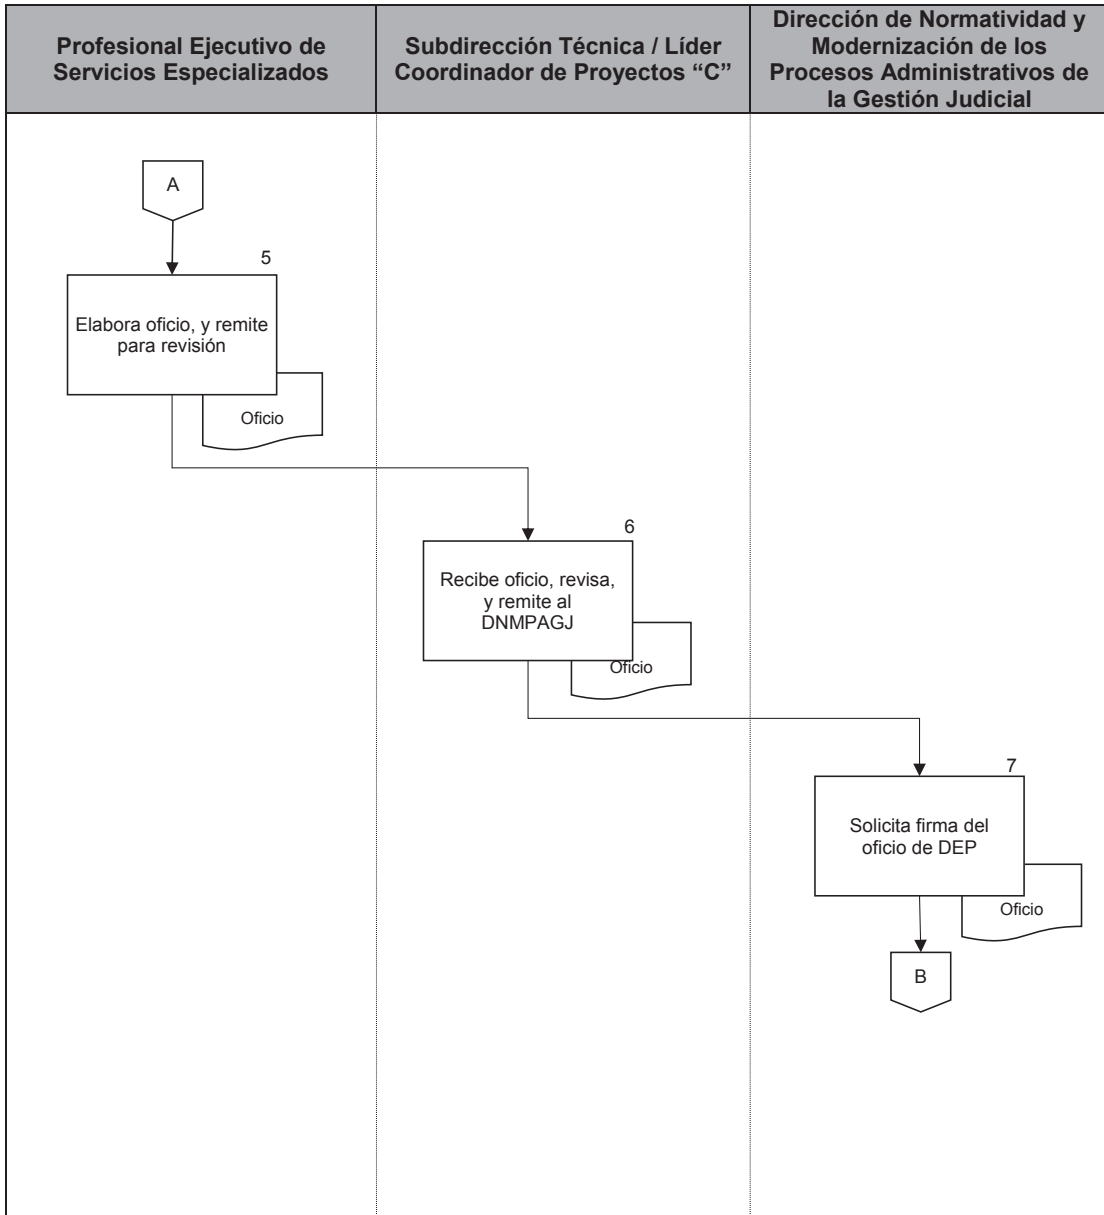 Profesional Ejecutivo de
Servicios Especializados
Subdirección Técnica / Líder
Coordinador de Proyectos “C”
Dirección de Normatividad y
Modernización de los
Procesos Administrativos de
la Gestión Judicial
A
5
Elabora oficio, y remite
para revisión
Oficio
6
Recibe oficio, revisa,
y remite al
DNMPAGJ
Oficio
7
Solicita firma del
oficio de DEP
Oficio
B